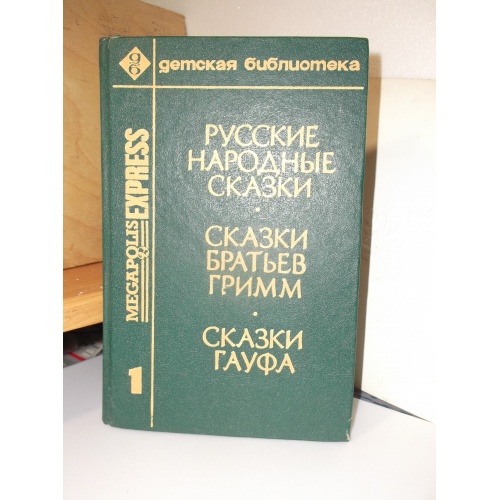 детская библиотека
РУССКИЕ
НАРОДНЫЕ
СКАЗКИ
·
СКАЗКИ
БРАТЬЕВ
ГРИММ
·
СКАЗКИ
ГАУФА
MEGAPOLIS
EXPRESS
1